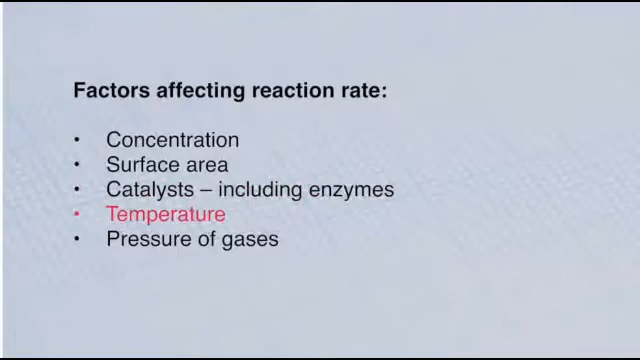 Factors affecting reaction rate:
• Concentration
• Surface area
• Catalysts – including enzymes
• Temperature
• Pressure of gases